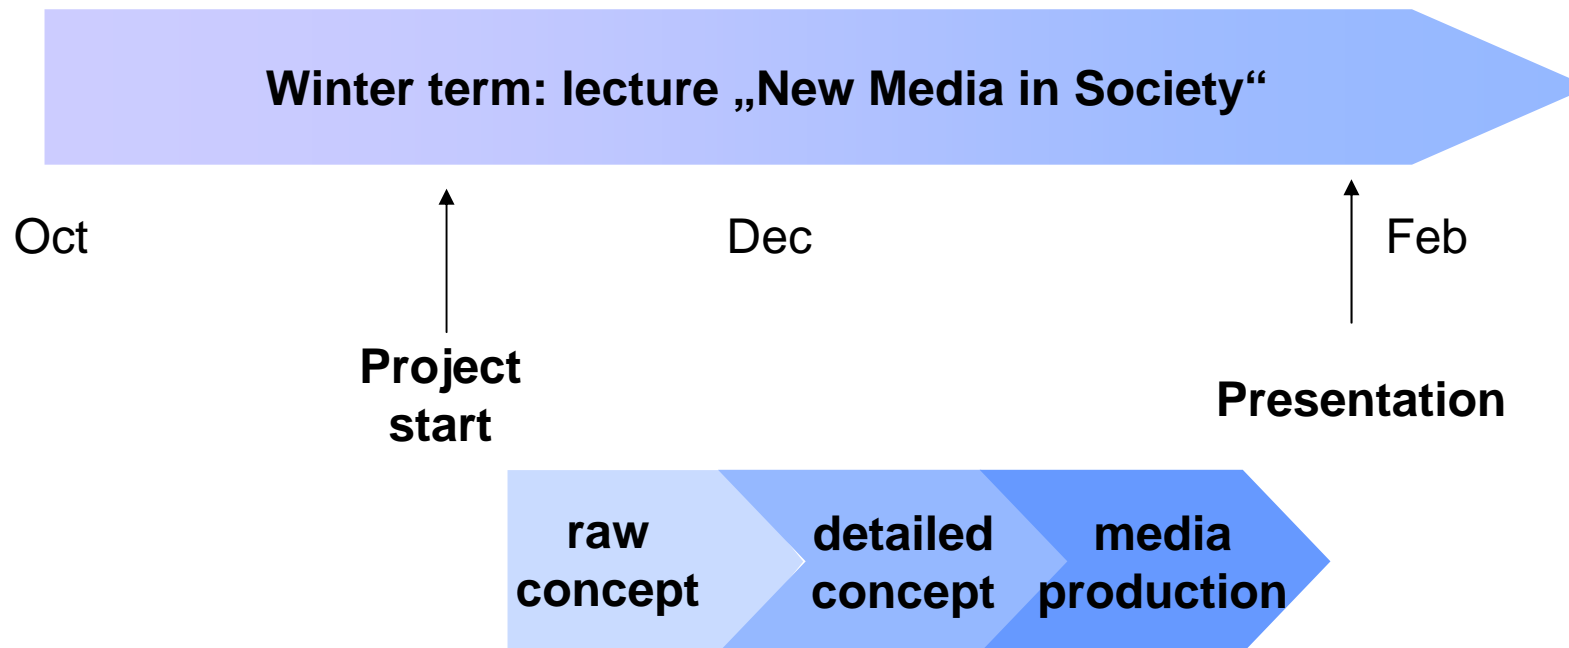 Winter term: lecture „New Media in Society“
Oct
Dec
Feb
Project
start
Presentation
raw
concept
detailed
concept
media
production